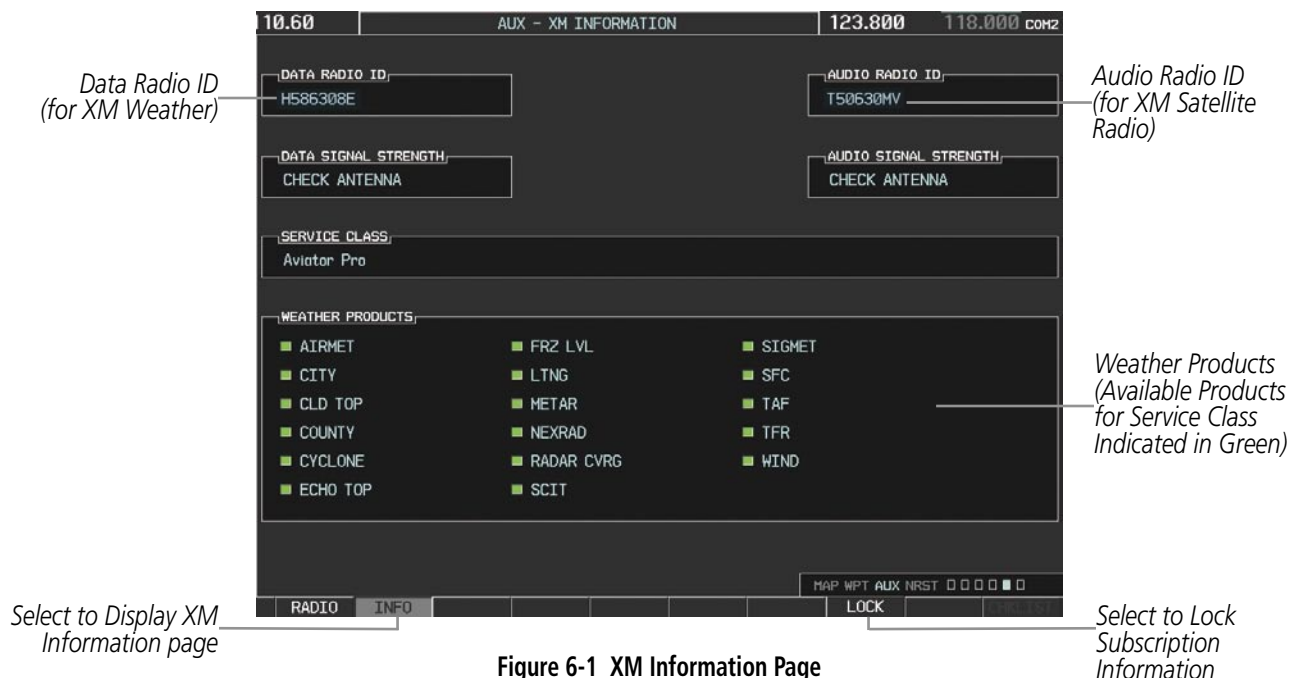 10.60 AUX - XM INFORMATION 123.800 118.000 COM2
Data Radio ID
(for XM Weather)
DATA RADIO ID
H586308E
AUDIO RADIO ID
T50630MV
Audio Radio ID
(for XM Satellite
Radio)
DATA SIGNAL STRENGTH
CHECK ANTENNA
AUDIO SIGNAL STRENGTH
CHECK ANTENNA
SERVICE CLASS
Aviator Pro
WEATHER PRODUCTS
AIRMET FRZ LVL SIGMET
CITY LTNG SFC
CLD TOP METAR TAF
COUNTY NEXRAD TFR
CYCLONE RADAR CVRG WIND
ECHO TOP SCIT
Weather Products
(Available Products
for Service Class
Indicated in Green)
MAP WPT AUX NRST
RADIO INFO LOCK CHKLIST
Select to Display XM
Information page
Select to Lock
Subscription
Information
Figure 6-1 XM Information Page